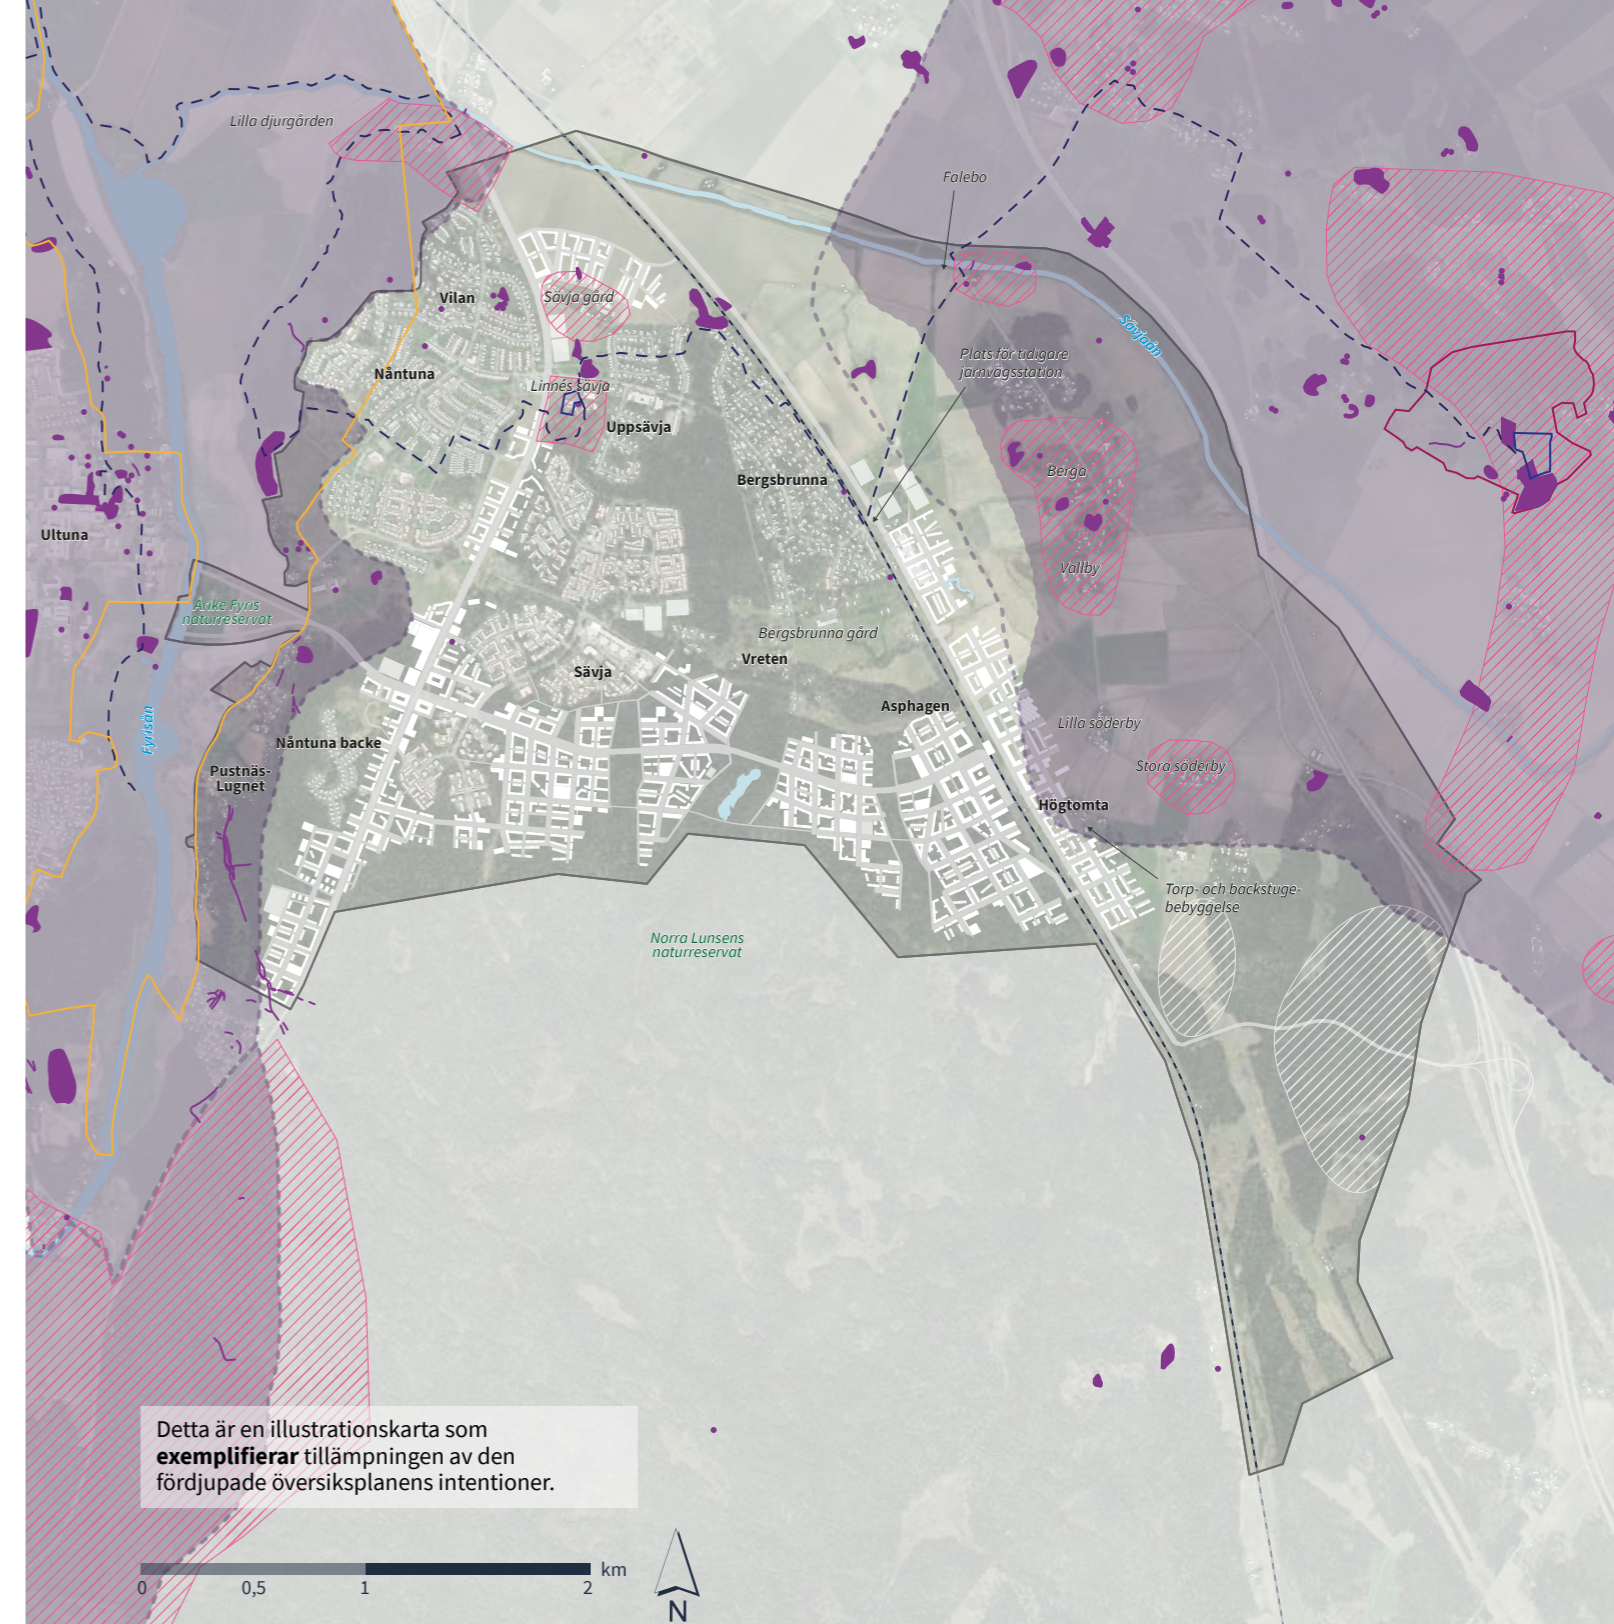 Lilla djurgården
Falebo
Sävjaån
Vilan
Sävja gård
Plats för tidigare
järnvägsstation
Nåntuna
Linnés sävja
Uppsävja
Berga
Bergsbrunna
Ultuna
Vallby
Årike Fyris
naturreservat
Bergsbrunna gård
Vreten
Sävja
Asphagen
Lilla söderby
Fyrisån
Nåntuna backe
Stora söderby
Pustnäs-
Lugnet
Högtomta
Torp- och backstuge-
bebyggelse
Norra Lunsens
naturreservat
Detta är en illustrationskarta som
exemplifierar tillämpningen av den
fördjupade översiksplanens intentioner.
km
0 0,5 1 2
N